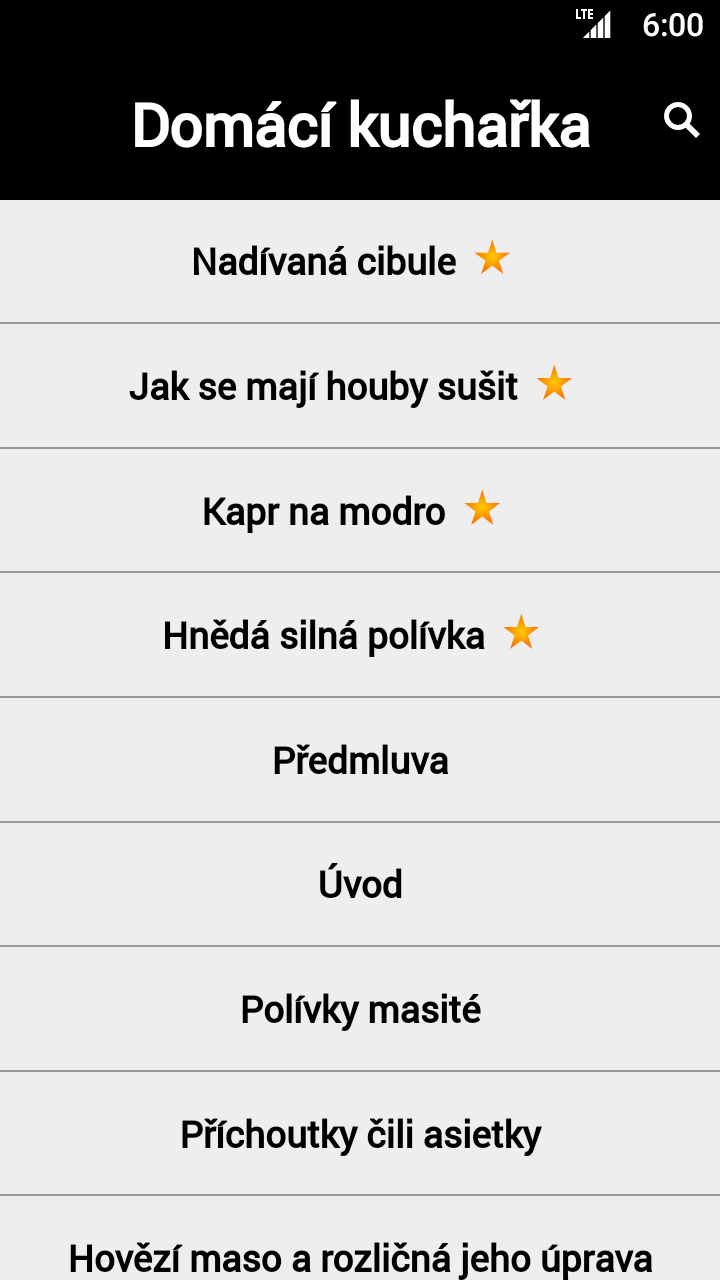 LTE 6:00
Domácí kuchařka
Nadívaná cibule
Jak se mají houby sušit
Kapr na modro
Hnědá silná polívka
Předmluva
Úvod
Polívky masité
Příchoutky čili asietky
Hovězí maso a rozličná jeho úprava